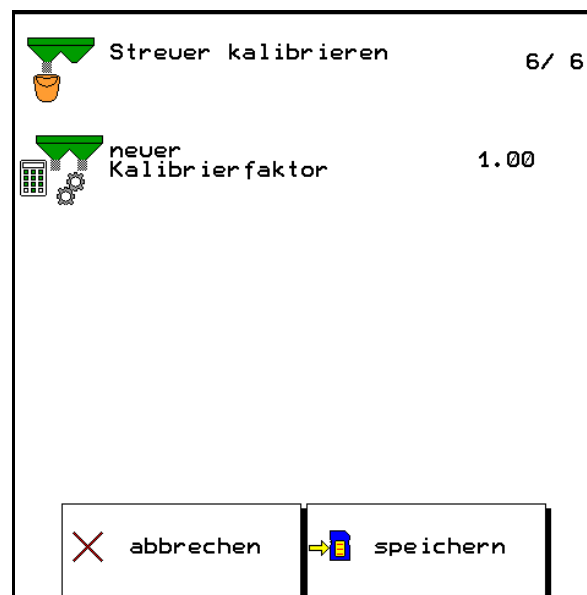 Streuer kalibrieren 6/ 6
neuer
Kalibrierfaktor 1.00
abbrechen speichern